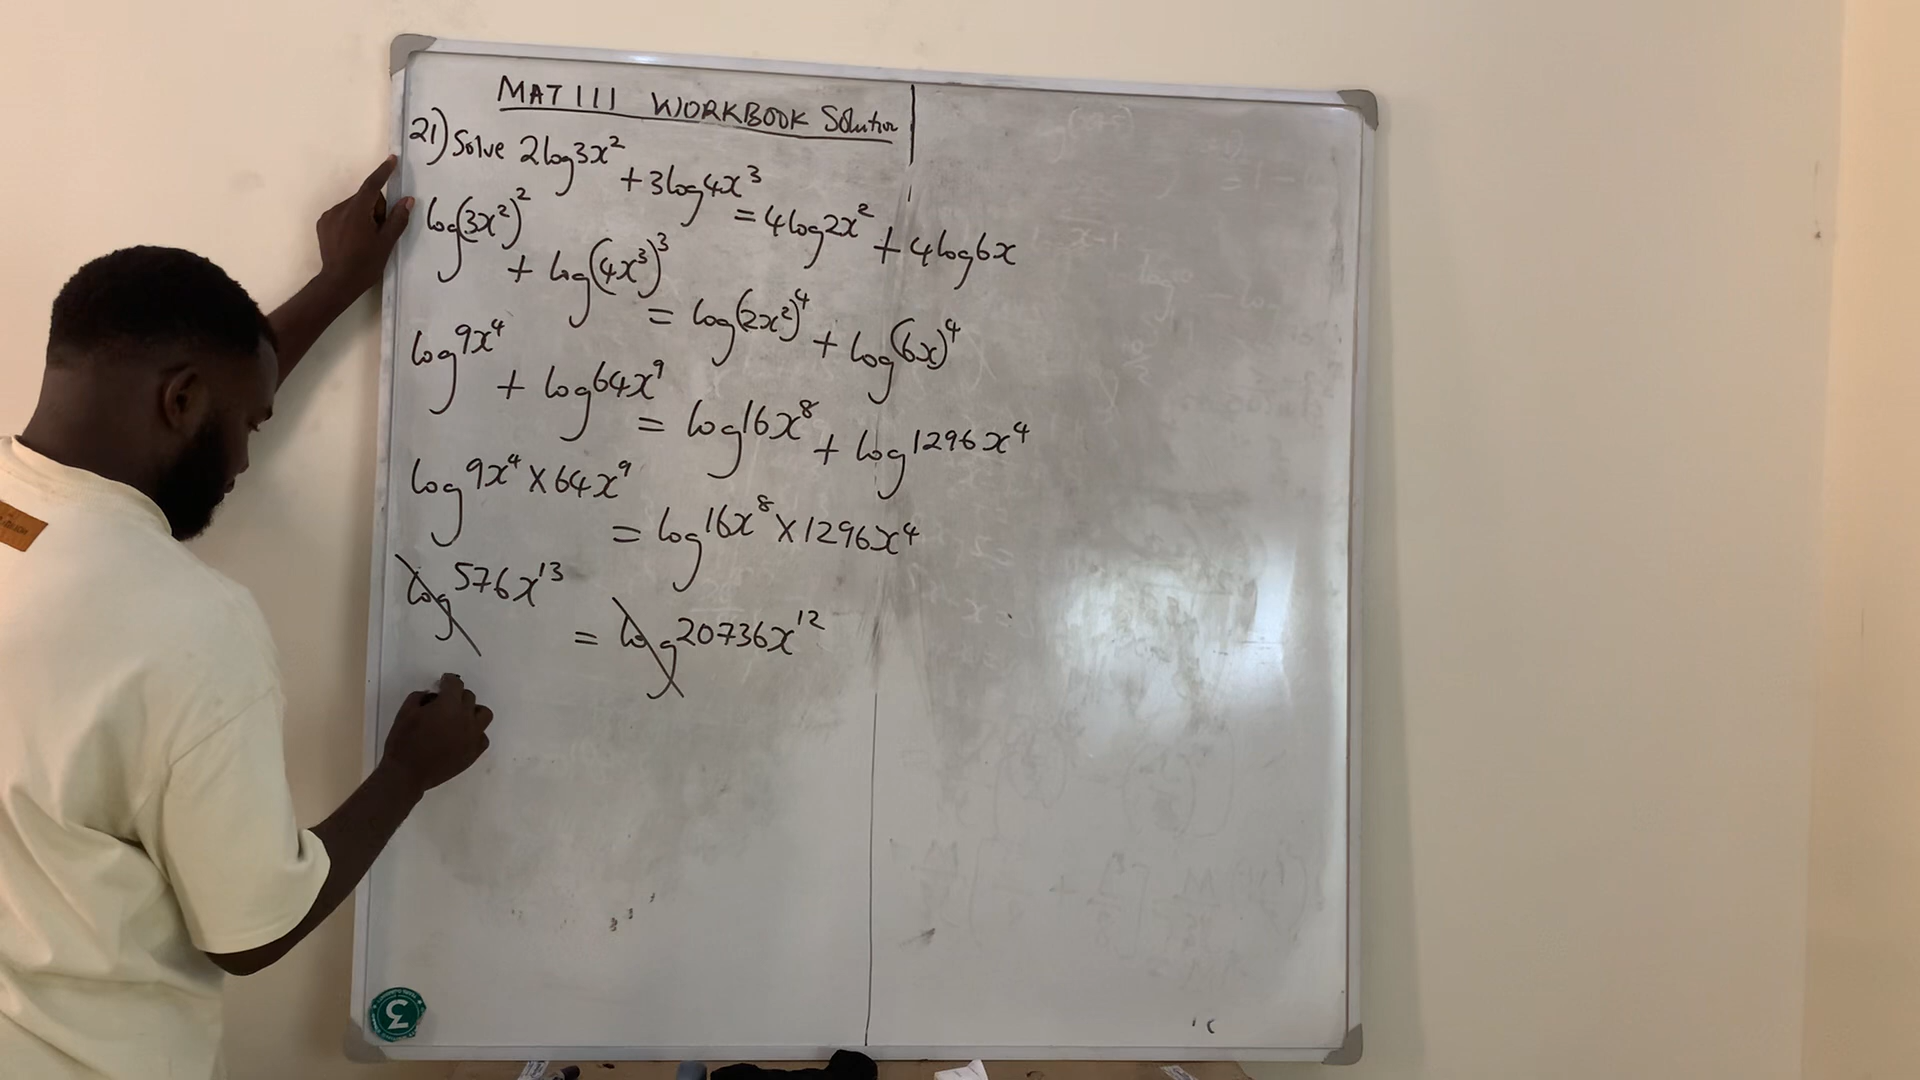 MAT 111 WORKBOOK Solution
21) Solve 2log3x² + 3log4x³ = 4log2x² + 4log6x
log(3x²)² + log(4x³)³ = log(2x²)⁴ + log(6x)⁴
log9x⁴ + log64x⁹ = log16x⁸ + log1296x⁴
log9x⁴ × 64x⁹ = log16x⁸ × 1296x⁴
log576x¹³ = log20736x¹²